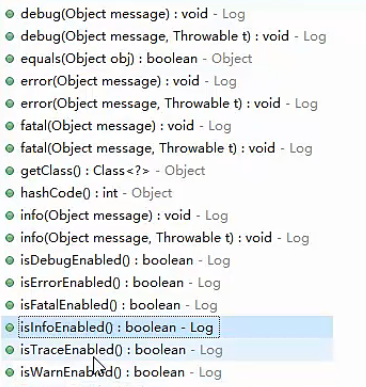 debug(Object message) : void - Log
debug(Object message, Throwable t) : void - Log
equals(Object obj) : boolean - Object
error(Object message) : void - Log
error(Object message, Throwable t) : void - Log
fatal(Object message) : void - Log
fatal(Object message, Throwable t) : void - Log
getClass() : Class<?> - Object
hashCode() : int - Object
info(Object message) : void - Log
info(Object message, Throwable t) : void - Log
isDebugEnabled() : boolean - Log
isErrorEnabled() : boolean - Log
isFatalEnabled() : boolean - Log
isInfoEnabled() : boolean - Log
isTraceEnabled() : boolean - Log
isWarnEnabled() : boolean - Log